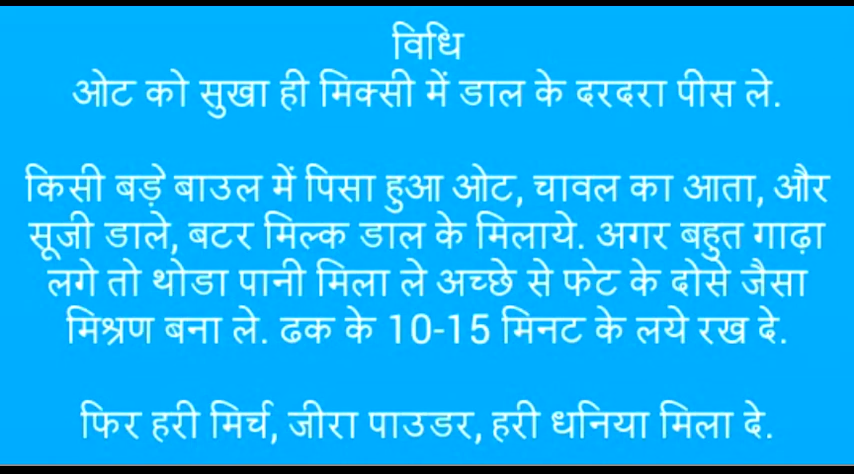 विधि
ओट को सुखा ही मिक्सी में डाल के दरदरा पीस ले.
किसी बड़े बाउल में पिसा हुआ ओट, चावल का आता, और
सूजी डाले, बटर मिल्क डाल के मिलाये. अगर बहुत गाढ़ा
लगे तो थोडा पानी मिला ले अच्छे से फेट के दोसे जैसा
मिश्रण बना ले. ढक के 10-15 मिनट के लये रख दे.
फिर हरी मिर्च, जीरा पाउडर, हरी धनिया मिला दे.